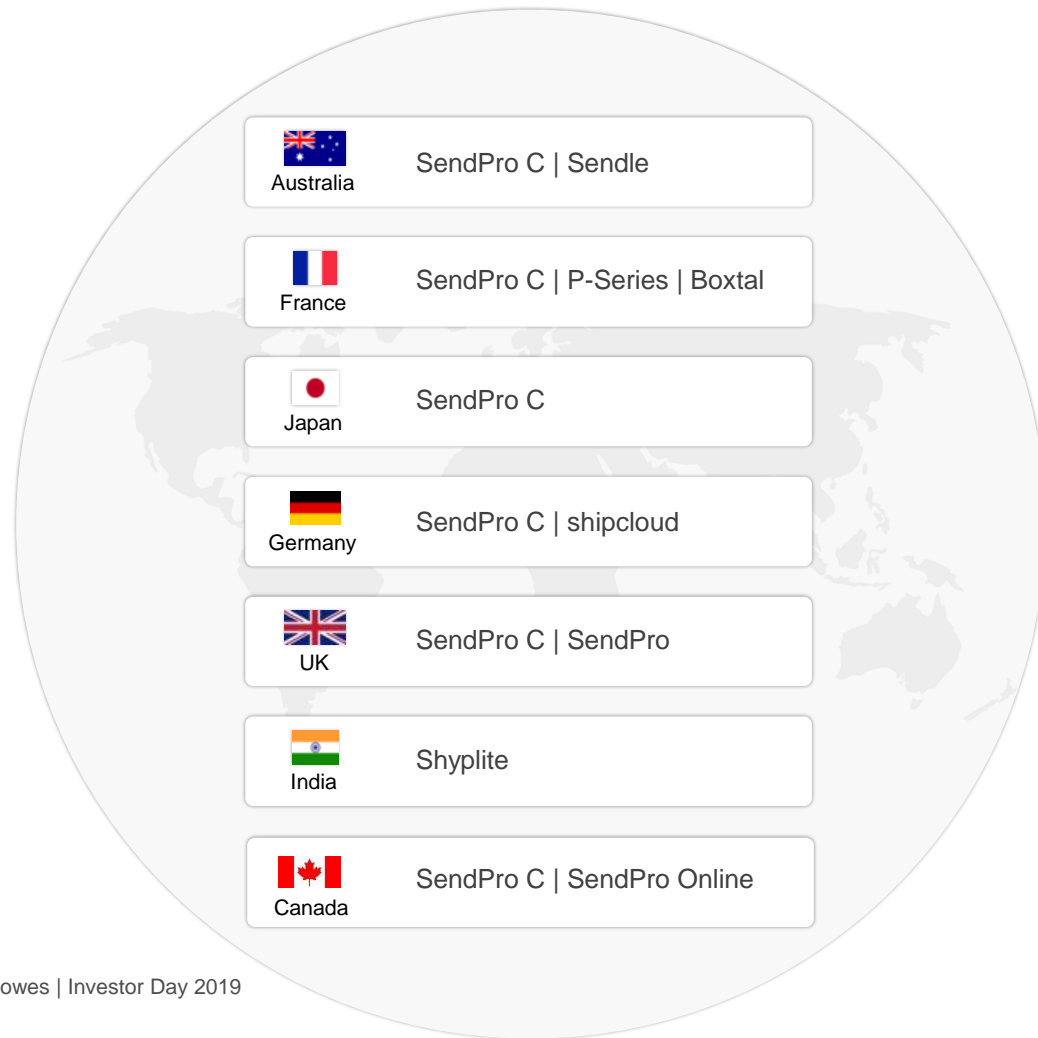 Australia
SendPro C | Sendle
France
SendPro C | P-Series | Boxtal
Japan
SendPro C
Germany
SendPro C | shipcloud
UK
SendPro C | SendPro
India
Shyplite
Canada
SendPro C | SendPro Online
owes | Investor Day 2019